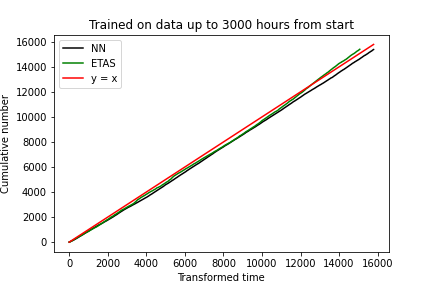 Trained on data up to 3000 hours from start
NN
ETAS
y = x
Cumulative number
16000
14000
12000
10000
8000
6000
4000
2000
0
0 2000 4000 6000 8000 10000 12000 14000 16000
Transformed time